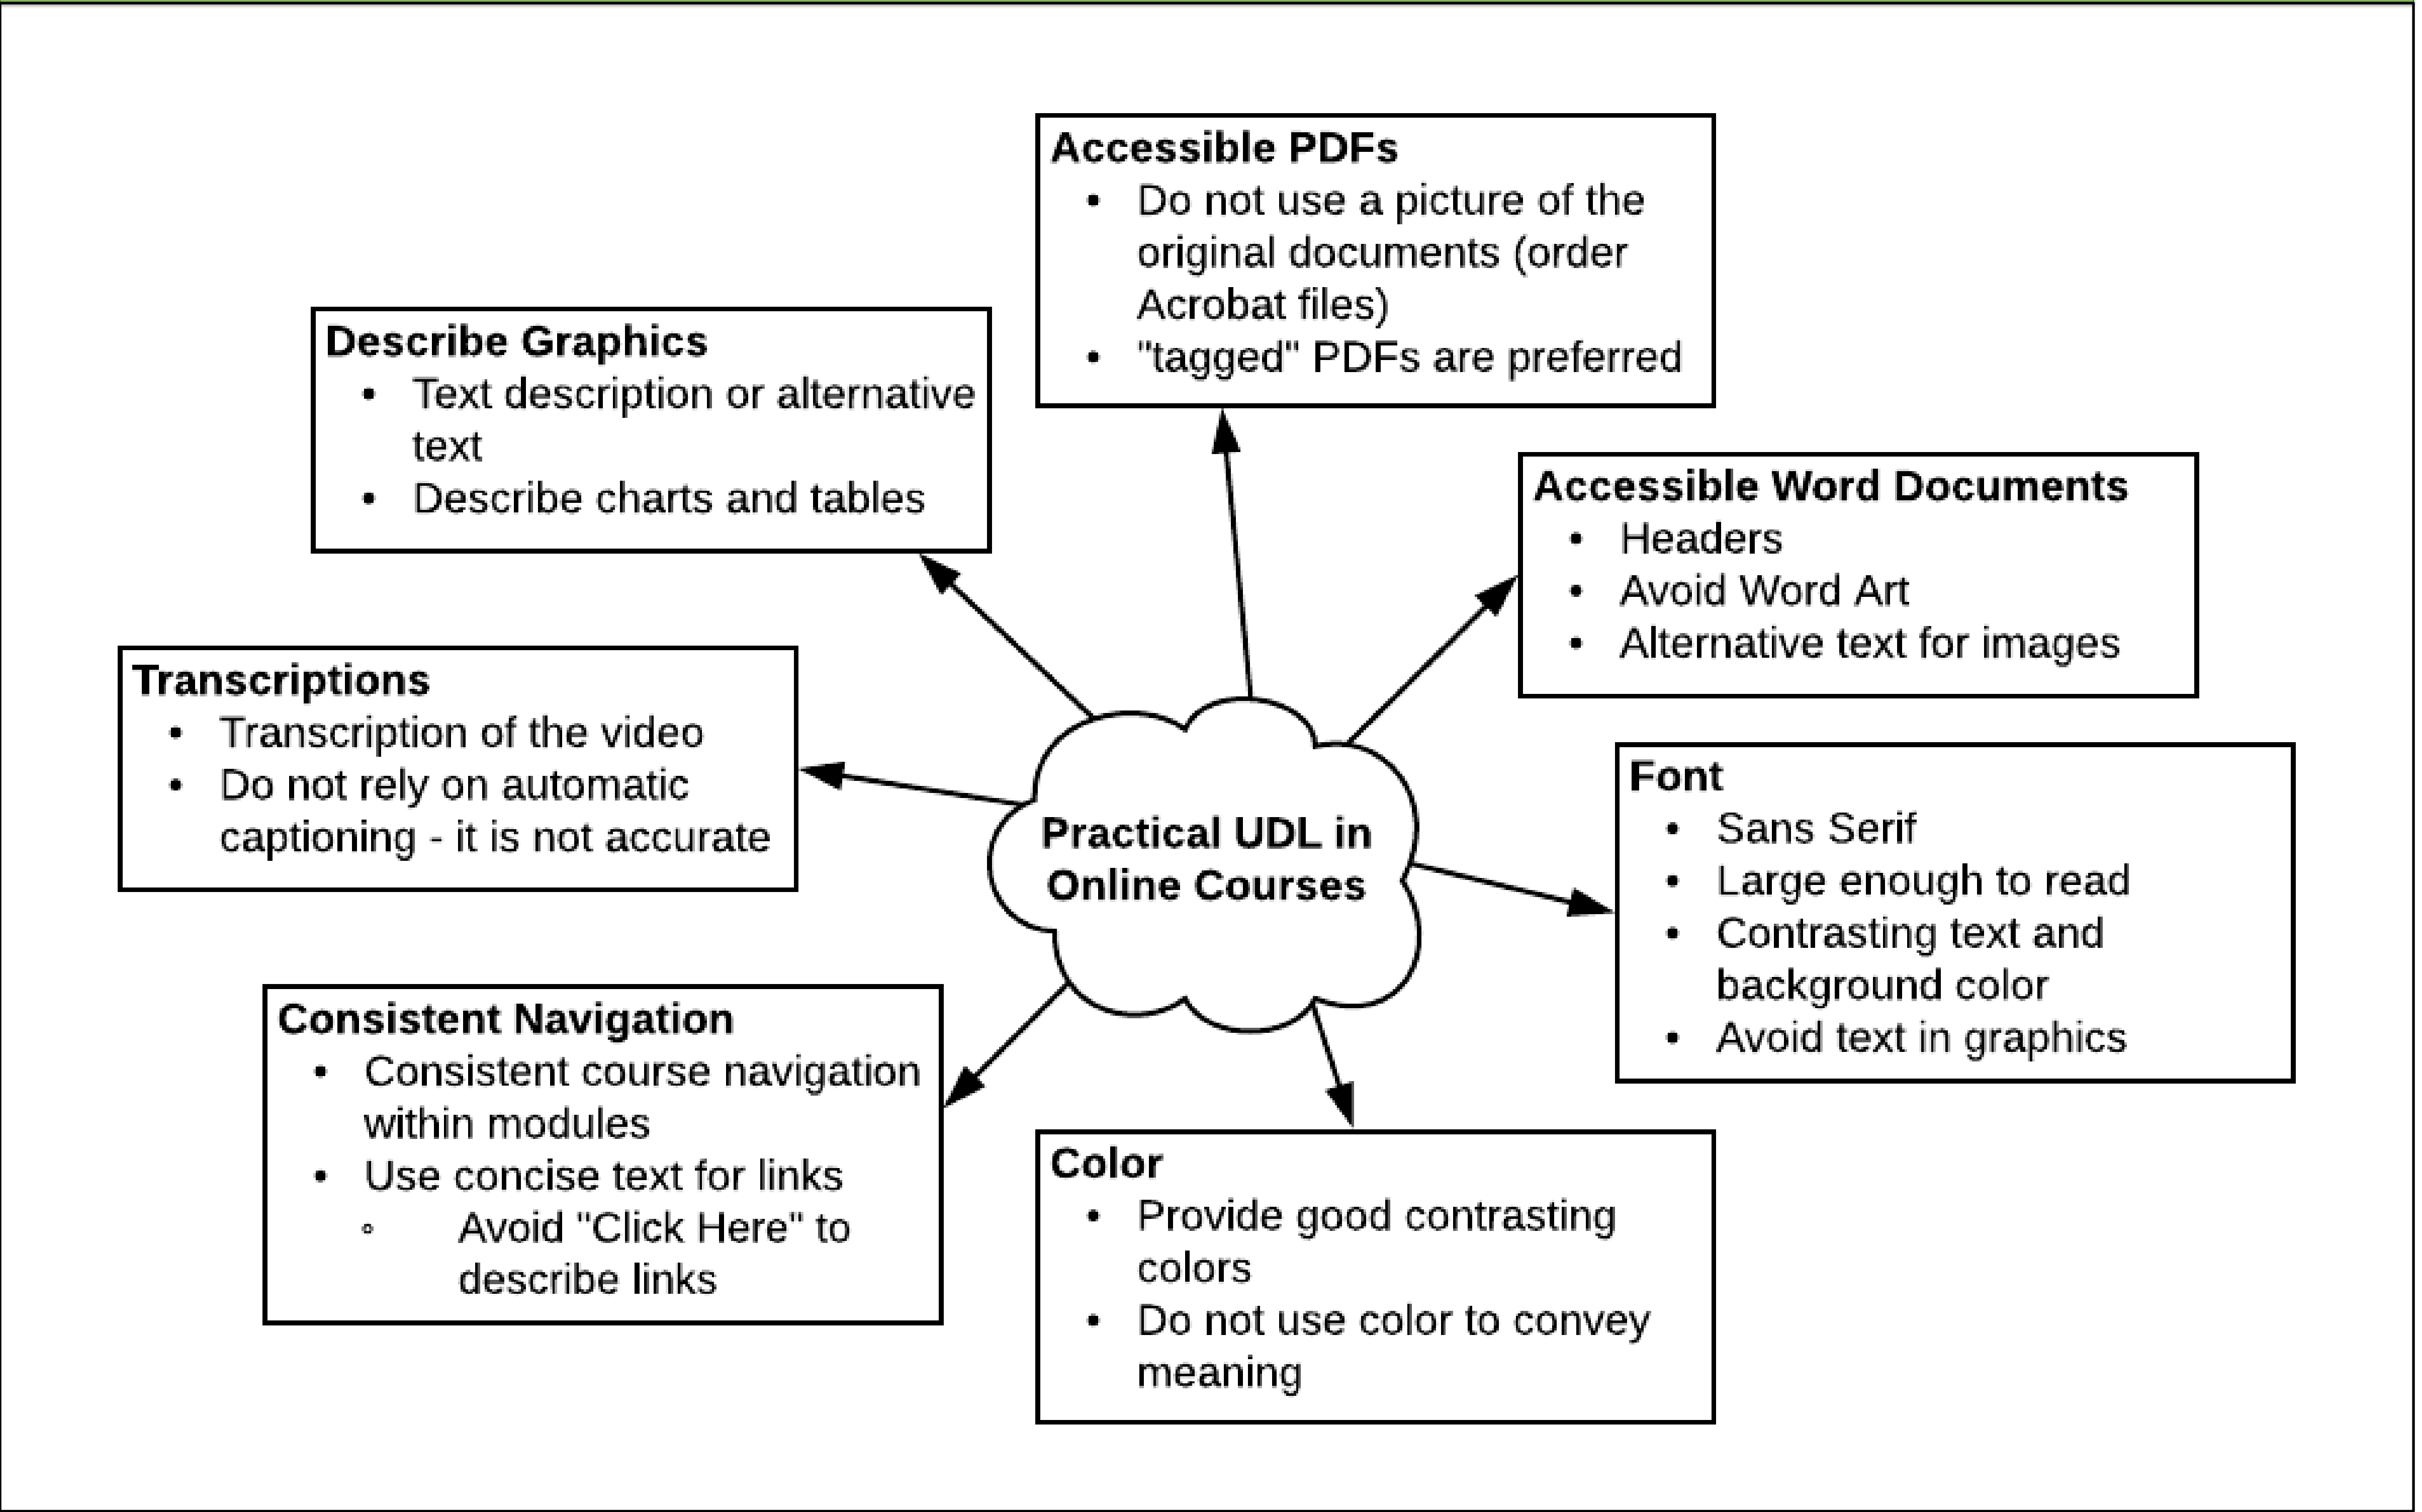 Accessible PDFs
• Do not use a picture of the
original documents (order
Acrobat files)
• "tagged" PDFs are preferred
Describe Graphics
• Text description or alternative
text
• Describe charts and tables
Accessible Word Documents
• Headers
• Avoid Word Art
• Alternative text for images
Transcriptions
• Transcription of the video
• Do not rely on automatic
captioning - it is not accurate
Practical UDL in
Online Courses
Font
• Sans Serif
• Large enough to read
• Contrasting text and
background color
• Avoid text in graphics
Consistent Navigation
• Consistent course navigation
within modules
• Use concise text for links
◦ Avoid "Click Here" to
describe links
Color
• Provide good contrasting
colors
• Do not use color to convey
meaning